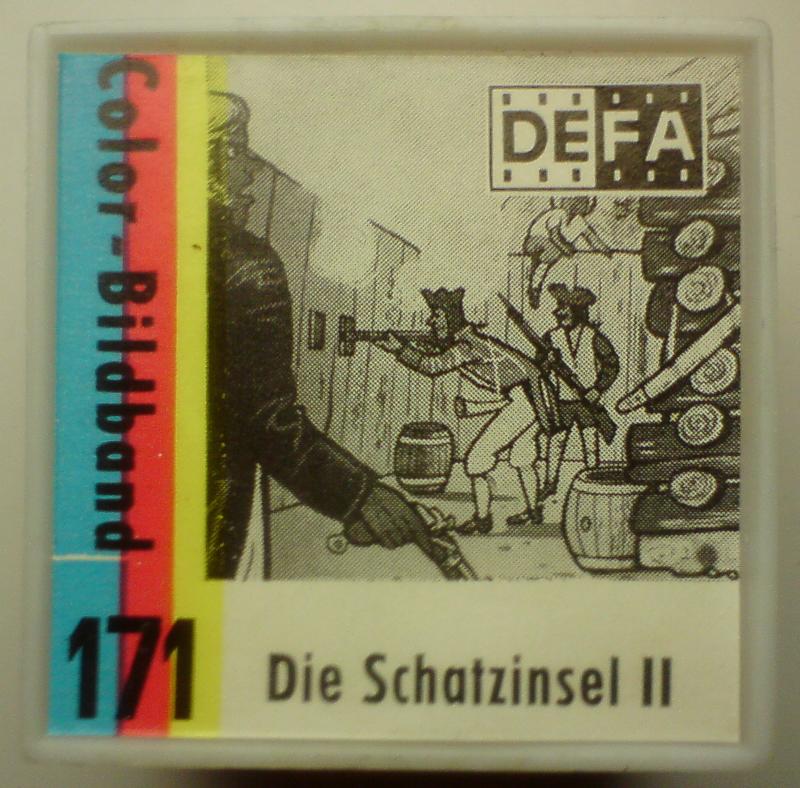 DEFA
Color-Bildband
171
Die Schatzinsel II